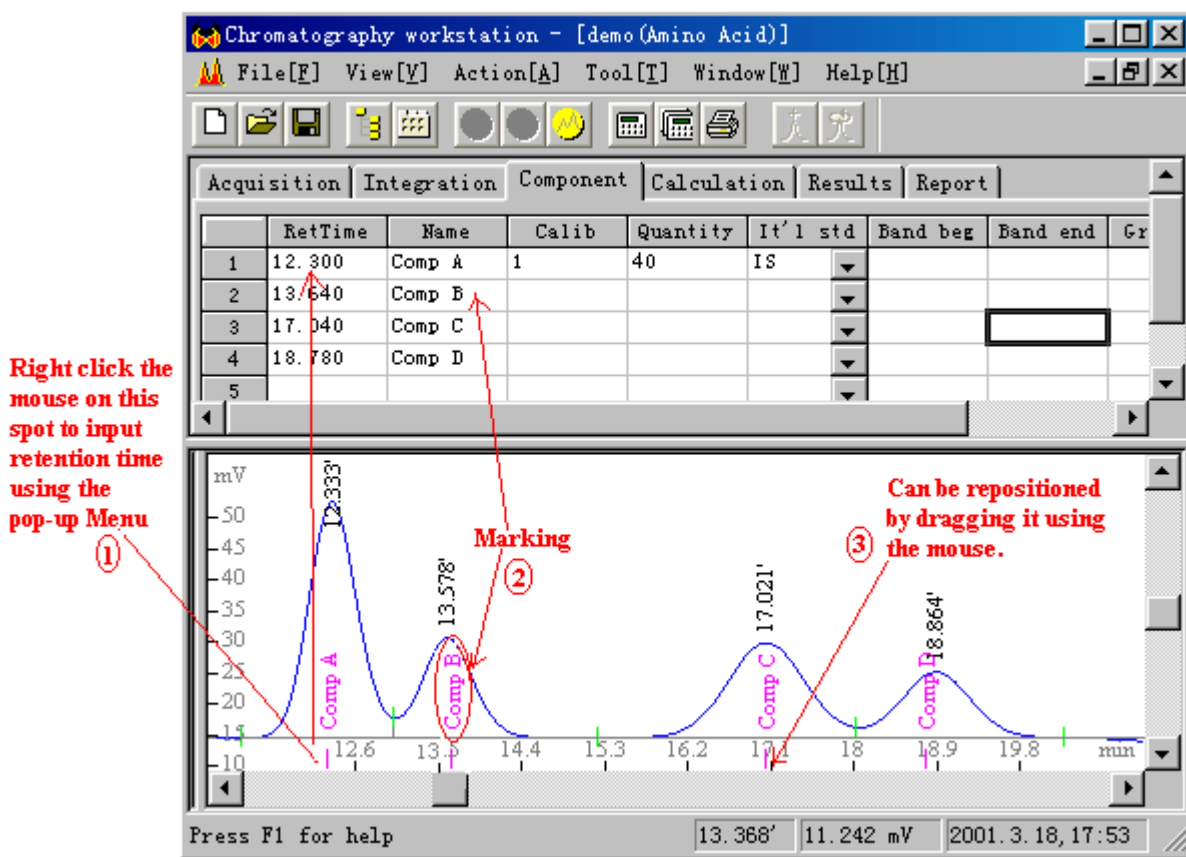 Chromatography workstation - [demo(Amino Acid)]
File[F] View[V] Action[A] Tool[T] Window[W] Help[H]
Acquisition Integration Component Calculation Results Report
RetTime Name Calib Quantity It'l std Band beg Band end Gr
1 12.300 Comp A 1 40 IS
2 13.640 Comp B
3 17.040 Comp C
4 18.780 Comp D
5
Right click the
mouse on this
spot to input
retention time
using the
pop-up Menu
①
mV
50
45
40
35
30
25
20
15
10
12.333'
13.578'
17.021'
18.864'
Comp A
Comp B
Comp C
Comp D
Marking
②
Can be repositioned
by dragging it using
③ the mouse.
12.6 13.5 14.4 15.3 16.2 17.1 18 18.9 19.8 min
Press F1 for help 13.368' 11.242 mV 2001.3.18,17:53